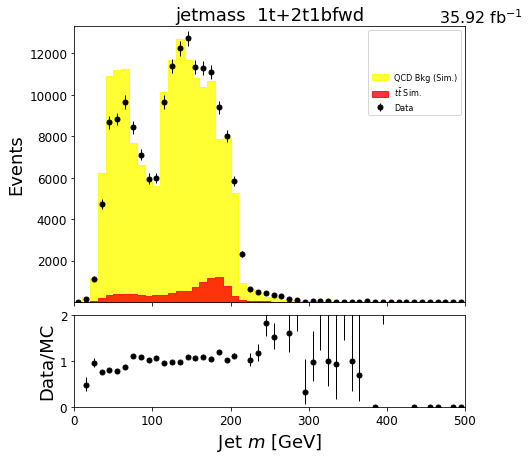 jetmass 1t+2t1bfwd
35.92 fb⁻¹
QCD Bkg (Sim.)
tt̄ Sim.
Data
Events
12000
10000
8000
6000
4000
2000
Data/MC
2
1
0
0 100 200 300 400 500
Jet m [GeV]